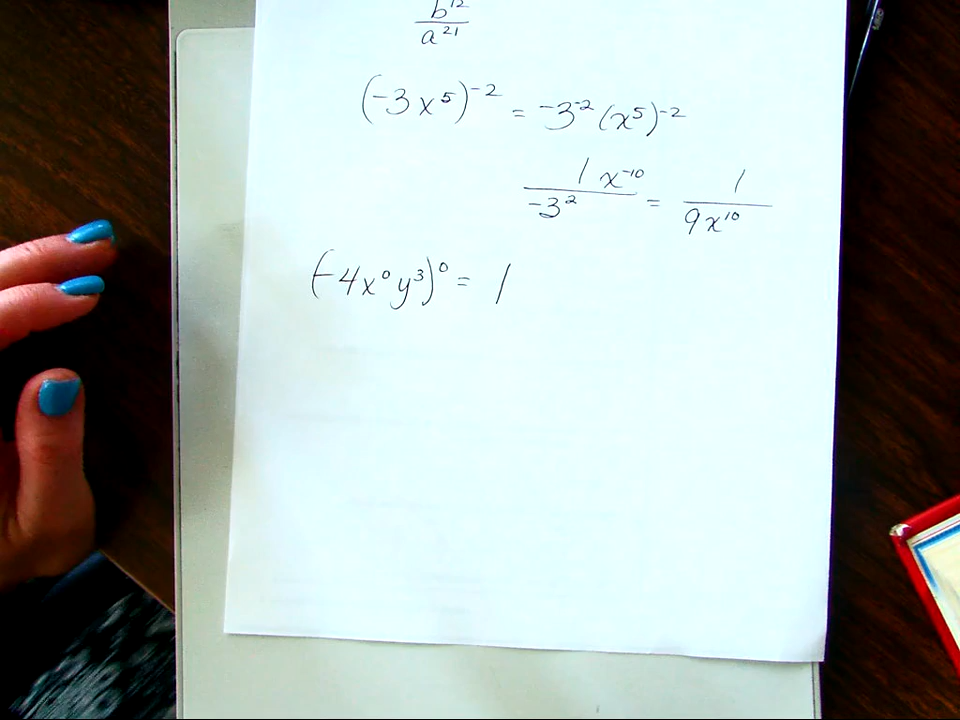 b¹²
a²¹
(-3x⁵)⁻² = -3⁻²(x⁵)⁻²
1 x⁻¹⁰ 1
-3² = 9x¹⁰
(-4x⁰y³)⁰ = 1